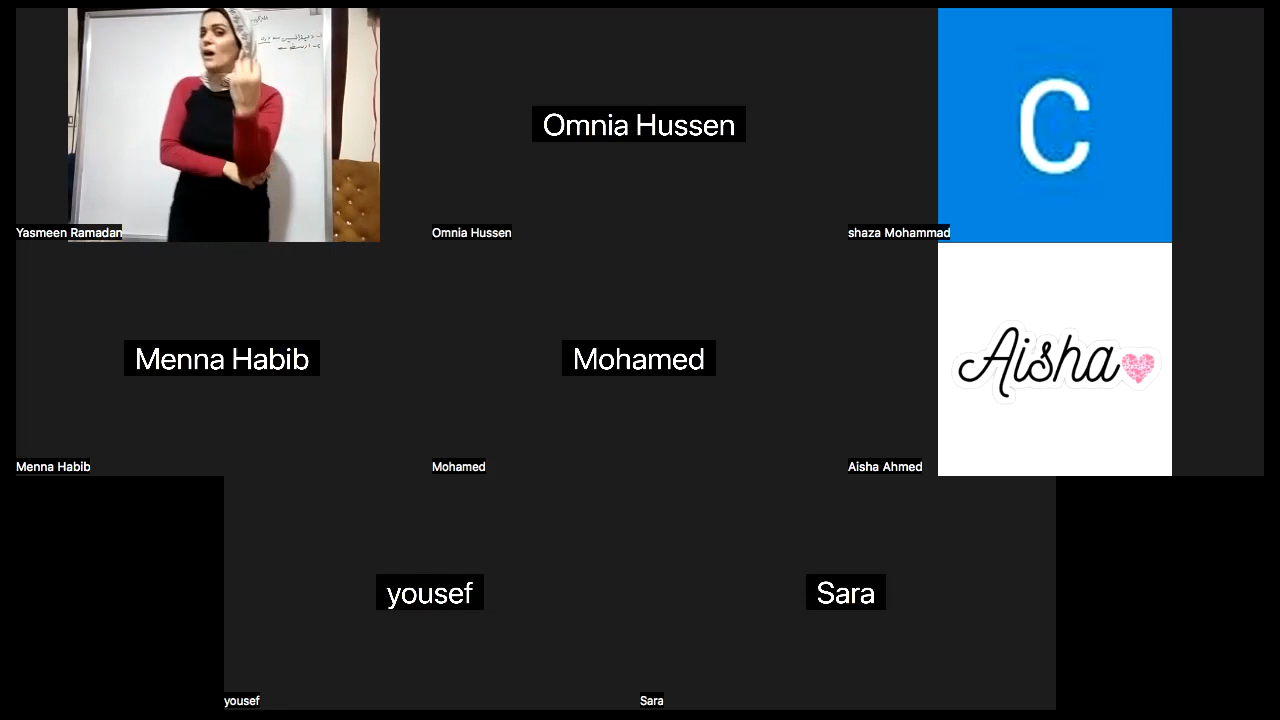 Omnia Hussen
C
Yasmeen Ramadan
Omnia Hussen
shaza Mohammad
Menna Habib
Mohamed
Aisha
Menna Habib
Mohamed
Aisha Ahmed
yousef
Sara
yousef
Sara